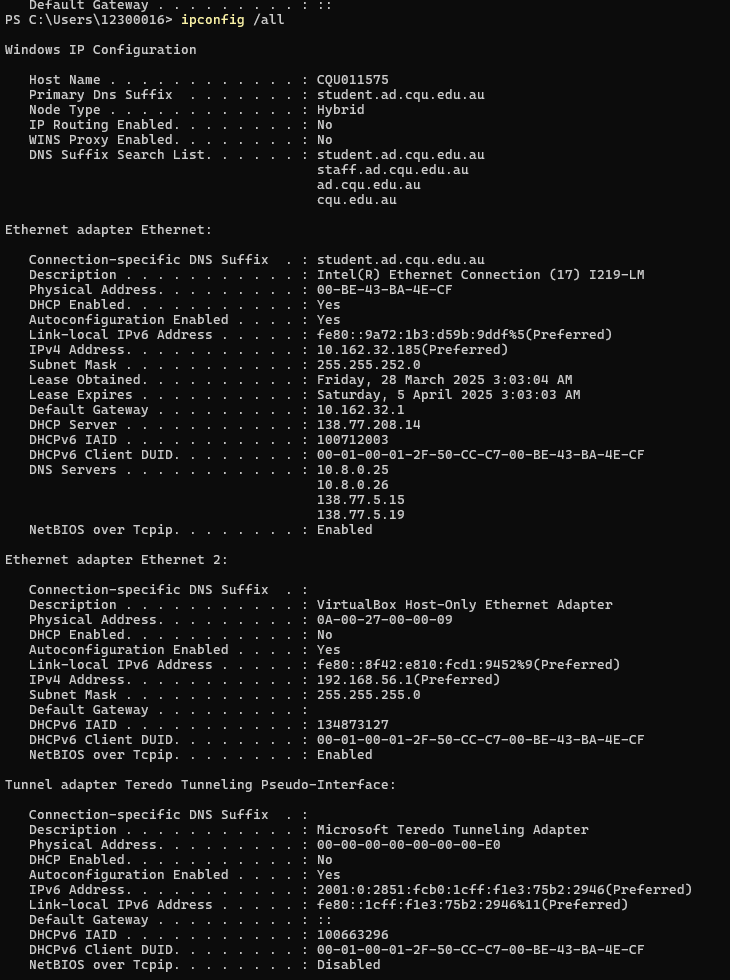 Default Gateway . . . . . . . . . : ::
PS C:\Users\12300016> ipconfig /all
Windows IP Configuration
Host Name . . . . . . . . . . . . : CQU011575
Primary Dns Suffix  . . . . . . . : student.ad.cqu.edu.au
Node Type . . . . . . . . . . . . : Hybrid
IP Routing Enabled. . . . . . . . : No
WINS Proxy Enabled. . . . . . . . : No
DNS Suffix Search List. . . . . . : student.ad.cqu.edu.au
staff.ad.cqu.edu.au
ad.cqu.edu.au
cqu.edu.au
Ethernet adapter Ethernet:
Connection-specific DNS Suffix  . : student.ad.cqu.edu.au
Description . . . . . . . . . . . : Intel(R) Ethernet Connection (17) I219-LM
Physical Address. . . . . . . . . : 00-BE-43-BA-4E-CF
DHCP Enabled. . . . . . . . . . . : Yes
Autoconfiguration Enabled . . . . : Yes
Link-local IPv6 Address . . . . . : fe80::9a72:1b3:d59b:9ddf%5(Preferred)
IPv4 Address. . . . . . . . . . . : 10.162.32.185(Preferred)
Subnet Mask . . . . . . . . . . . : 255.255.252.0
Lease Obtained. . . . . . . . . . : Friday, 28 March 2025 3:03:04 AM
Lease Expires . . . . . . . . . . : Saturday, 5 April 2025 3:03:03 AM
Default Gateway . . . . . . . . . : 10.162.32.1
DHCP Server . . . . . . . . . . . : 138.77.208.14
DHCPv6 IAID . . . . . . . . . . . : 100712003
DHCPv6 Client DUID. . . . . . . . : 00-01-00-01-2F-50-CC-C7-00-BE-43-BA-4E-CF
DNS Servers . . . . . . . . . . . : 10.8.0.25
10.8.0.26
138.77.5.15
138.77.5.19
NetBIOS over Tcpip. . . . . . . . : Enabled
Ethernet adapter Ethernet 2:
Connection-specific DNS Suffix  . :
Description . . . . . . . . . . . : VirtualBox Host-Only Ethernet Adapter
Physical Address. . . . . . . . . : 0A-00-27-00-00-09
DHCP Enabled. . . . . . . . . . . : No
Autoconfiguration Enabled . . . . : Yes
Link-local IPv6 Address . . . . . : fe80::8f42:e810:fcd1:9452%9(Preferred)
IPv4 Address. . . . . . . . . . . : 192.168.56.1(Preferred)
Subnet Mask . . . . . . . . . . . : 255.255.255.0
Default Gateway . . . . . . . . . :
DHCPv6 IAID . . . . . . . . . . . : 134873127
DHCPv6 Client DUID. . . . . . . . : 00-01-00-01-2F-50-CC-C7-00-BE-43-BA-4E-CF
NetBIOS over Tcpip. . . . . . . . : Enabled
Tunnel adapter Teredo Tunneling Pseudo-Interface:
Connection-specific DNS Suffix  . :
Description . . . . . . . . . . . : Microsoft Teredo Tunneling Adapter
Physical Address. . . . . . . . . : 00-00-00-00-00-00-00-E0
DHCP Enabled. . . . . . . . . . . : No
Autoconfiguration Enabled . . . . : Yes
IPv6 Address. . . . . . . . . . . : 2001:0:2851:fcb0:1cff:f1e3:75b2:2946(Preferred)
Link-local IPv6 Address . . . . . : fe80::1cff:f1e3:75b2:2946%11(Preferred)
Default Gateway . . . . . . . . . : ::
DHCPv6 IAID . . . . . . . . . . . : 100663296
DHCPv6 Client DUID. . . . . . . . : 00-01-00-01-2F-50-CC-C7-00-BE-43-BA-4E-CF
NetBIOS over Tcpip. . . . . . . . : Disabled